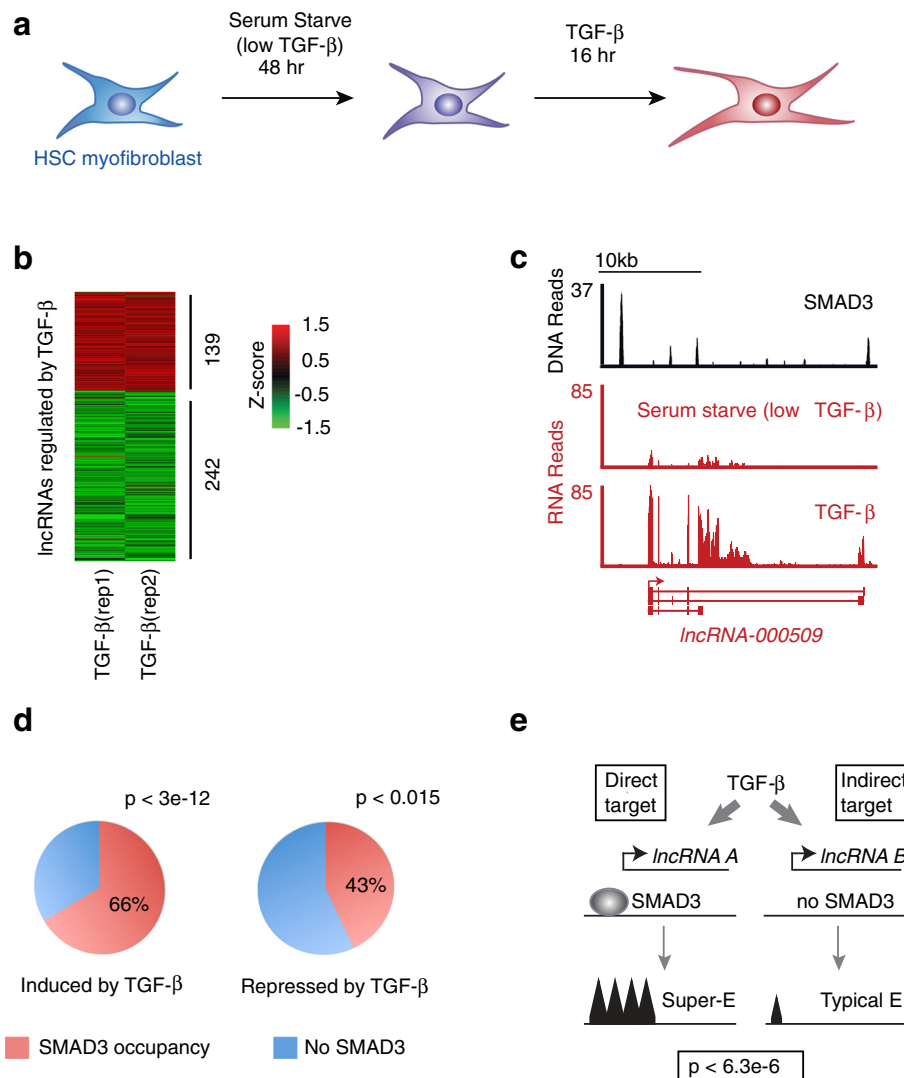 a
Serum Starve
(low TGF-β)
48 hr
TGF-β
16 hr
HSC myofibroblast
b
lncRNAs regulated by TGF-β
139
242
TGF-β(rep1)
TGF-β(rep2)
Z-score
1.5
0.5
-0.5
-1.5
c
10kb
DNA Reads
37
SMAD3
RNA Reads
85
Serum starve (low TGF-β)
85
TGF-β
lncRNA-000509
d
p < 3e-12
66%
Induced by TGF-β
p < 0.015
43%
Repressed by TGF-β
SMAD3 occupancy
No SMAD3
e
Direct
target
TGF-β
Indirect
target
lncRNA A
lncRNA B
SMAD3
no SMAD3
Super-E
Typical E
p < 6.3e-6